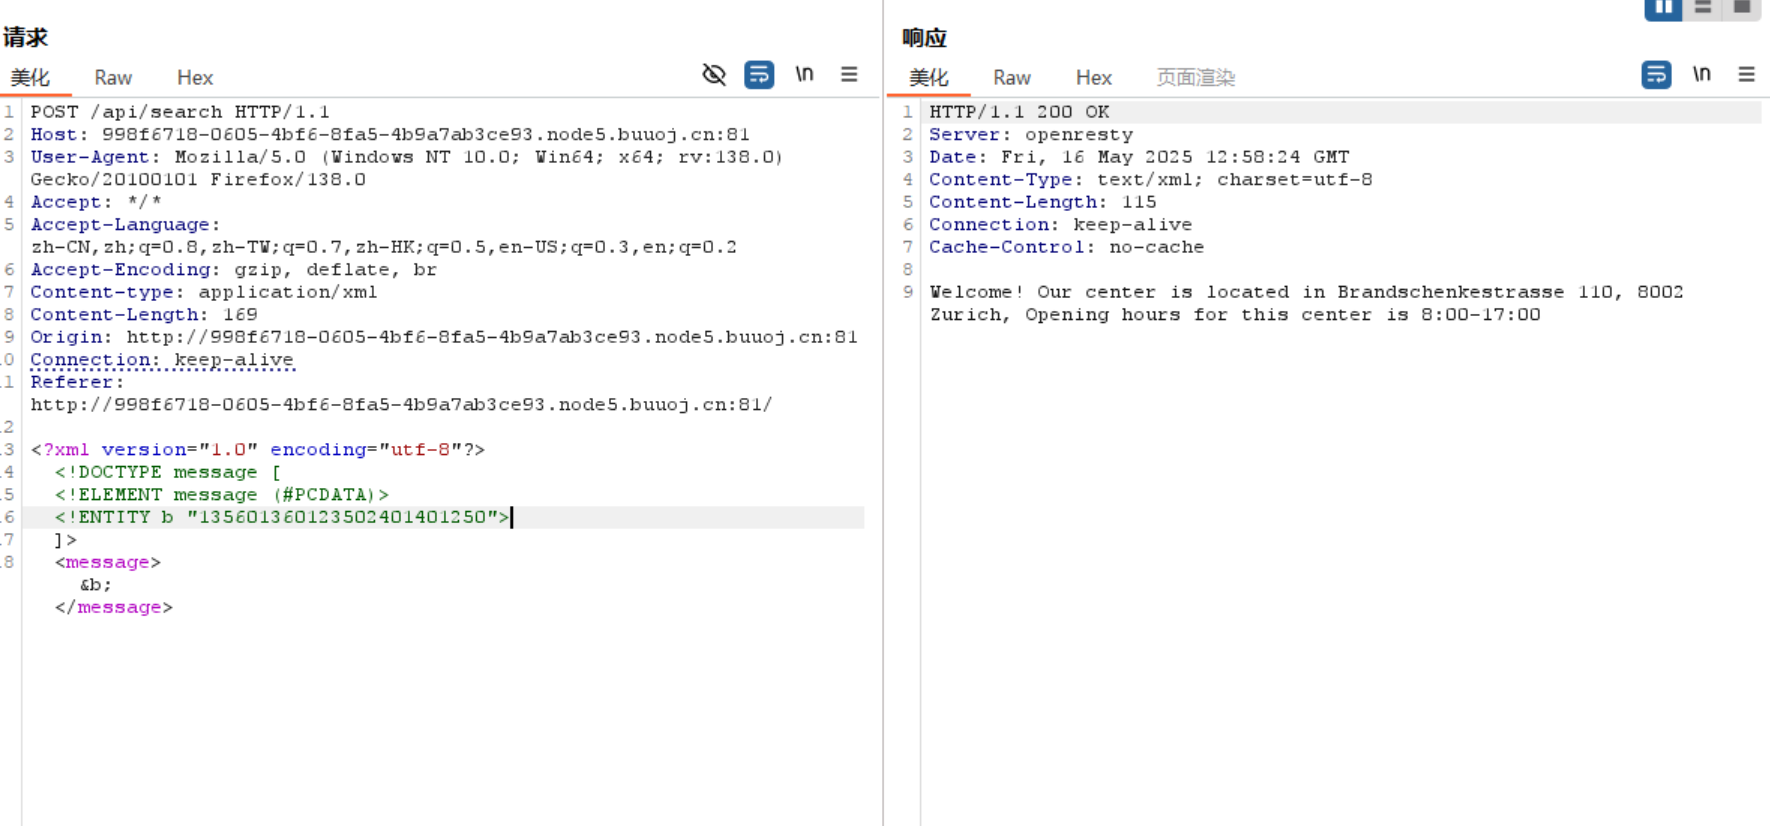 请求
美化 Raw Hex \n
1 POST /api/search HTTP/1.1
2 Host: 998f6718-0605-4bf6-8fa5-4b9a7ab3ce93.node5.buuoj.cn:81
3 User-Agent: Mozilla/5.0 (Windows NT 10.0; Win64; x64; rv:138.0)
Gecko/20100101 Firefox/138.0
4 Accept: */*
5 Accept-Language:
zh-CN,zh;q=0.8,zh-TW;q=0.7,zh-HK;q=0.5,en-US;q=0.3,en;q=0.2
6 Accept-Encoding: gzip, deflate, br
7 Content-type: application/xml
8 Content-Length: 169
9 Origin: http://998f6718-0605-4bf6-8fa5-4b9a7ab3ce93.node5.buuoj.cn:81
0 Connection: keep-alive
1 Referer:
http://998f6718-0605-4bf6-8fa5-4b9a7ab3ce93.node5.buuoj.cn:81/
2
3 <?xml version="1.0" encoding="utf-8"?>
4 <!DOCTYPE message [
5 <!ELEMENT message (#PCDATA)>
6 <!ENTITY b "135601360123502401401250">
7 ]>
8 <message>
&b;
</message>
响应
美化 Raw Hex 页面渲染 \n
1 HTTP/1.1 200 OK
2 Server: openresty
3 Date: Fri, 16 May 2025 12:58:24 GMT
4 Content-Type: text/xml; charset=utf-8
5 Content-Length: 115
6 Connection: keep-alive
7 Cache-Control: no-cache
8
9 Welcome! Our center is located in Brandschenkestrasse 110, 8002
Zurich, Opening hours for this center is 8:00-17:00